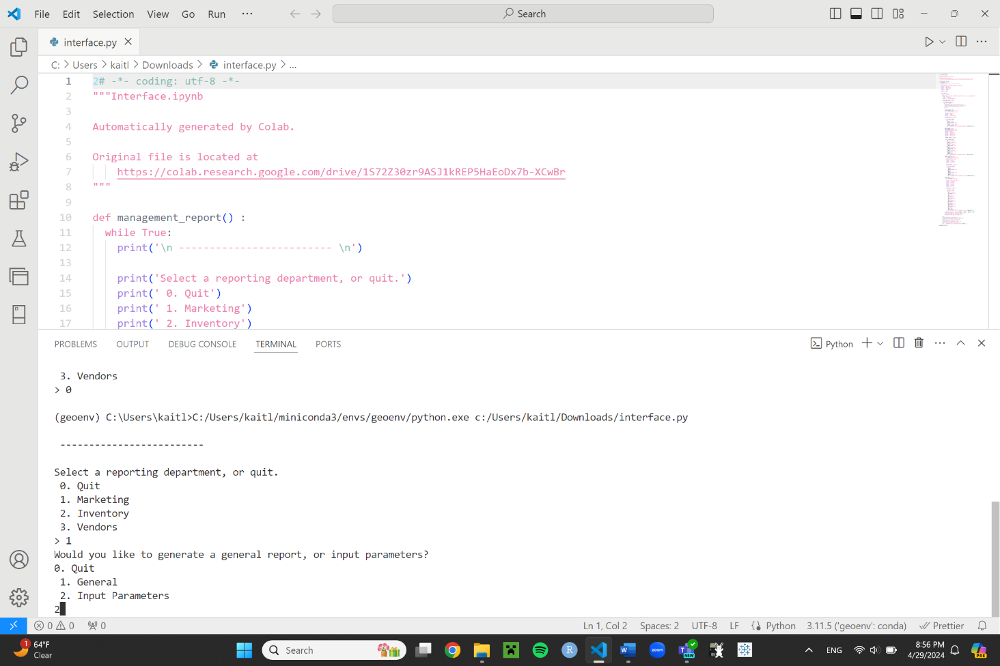 File Edit Selection View Go Run ··· Search
interface.py
C: > Users > kaitl > Downloads > interface.py > ...
1 2# -*- coding: utf-8 -*-
2 """Interface.ipynb
3
4 Automatically generated by Colab.
5
6 Original file is located at
7 https://colab.research.google.com/drive/1S72Z30zr9ASJ1kREP5HaEoDx7b-XCwBr
8 """
9
10 def management_report() :
11 while True:
12 print('\n ------------------------- \n')
13
14 print('Select a reporting department, or quit.')
15 print(' 0. Quit')
16 print(' 1. Marketing')
17 print(' 2. Inventory')
PROBLEMS OUTPUT DEBUG CONSOLE TERMINAL PORTS Python
3. Vendors
> 0
(geoenv) C:\Users\kaitl>C:/Users/kaitl/miniconda3/envs/geoenv/python.exe c:/Users/kaitl/Downloads/interface.py
-------------------------
Select a reporting department, or quit.
0. Quit
1. Marketing
2. Inventory
3. Vendors
> 1
Would you like to generate a general report, or input parameters?
0. Quit
1. General
2. Input Parameters
2
0 0 0 Ln 1, Col 2 Spaces: 2 UTF-8 LF Python 3.11.5 ('geoenv': conda) Prettier
1 64°F
Clear
Search
R
W
zoom
T NEW
ENG
8:56 PM
4/29/2024
PRE